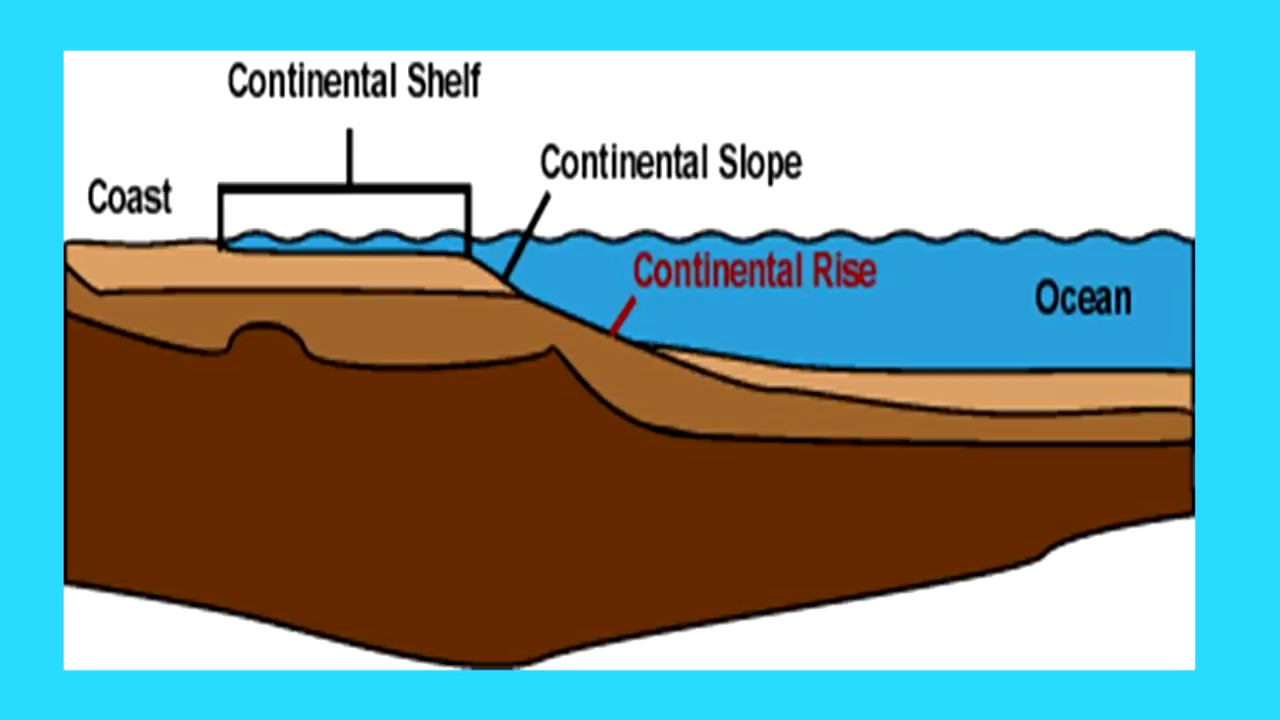 Continental Shelf
Continental Slope
Coast
Continental Rise
Ocean